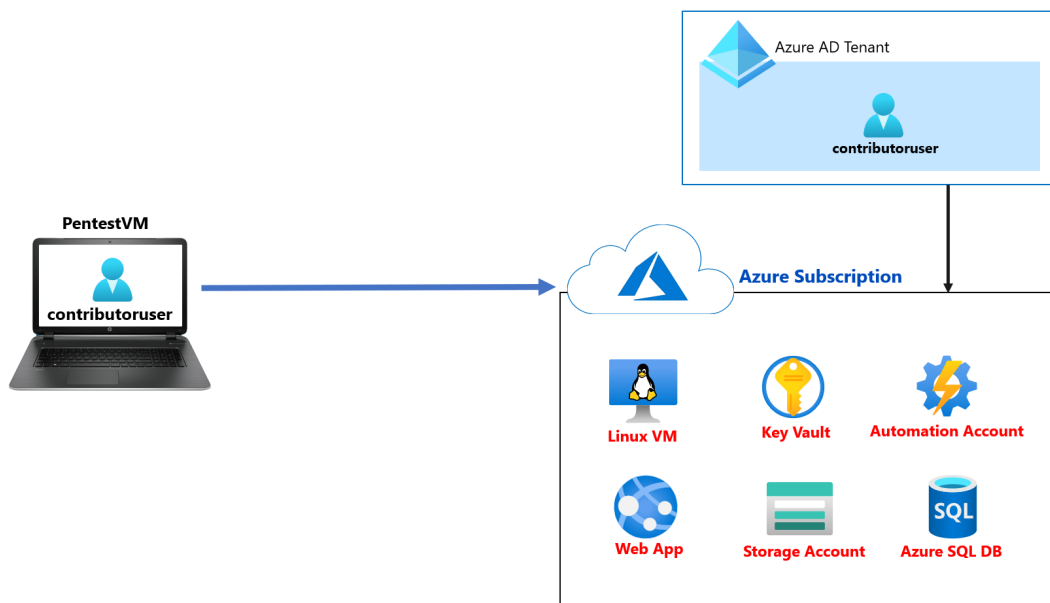 Azure AD Tenant
contributoruser
PentestVM
contributoruser
Azure Subscription
Linux VM
Key Vault
Automation Account
SQL
Web App
Storage Account
Azure SQL DB